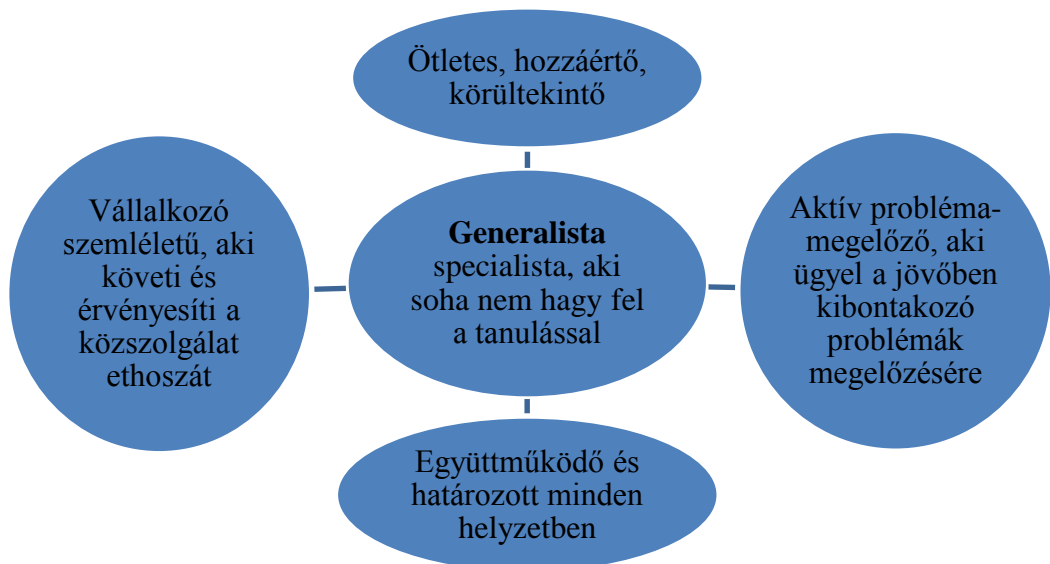 Ötletes, hozzáértő,
körültekintő
Vállalkozó
szemléletű, aki
követi és
érvényesíti a
közszolgálat
ethoszát
Generalista
specialista, aki
soha nem hagy fel
a tanulással
Aktív probléma-
megelőző, aki
ügyel a jövőben
kibontakozó
problémák
megelőzésére
Együttműködő és
határozott minden
helyzetben